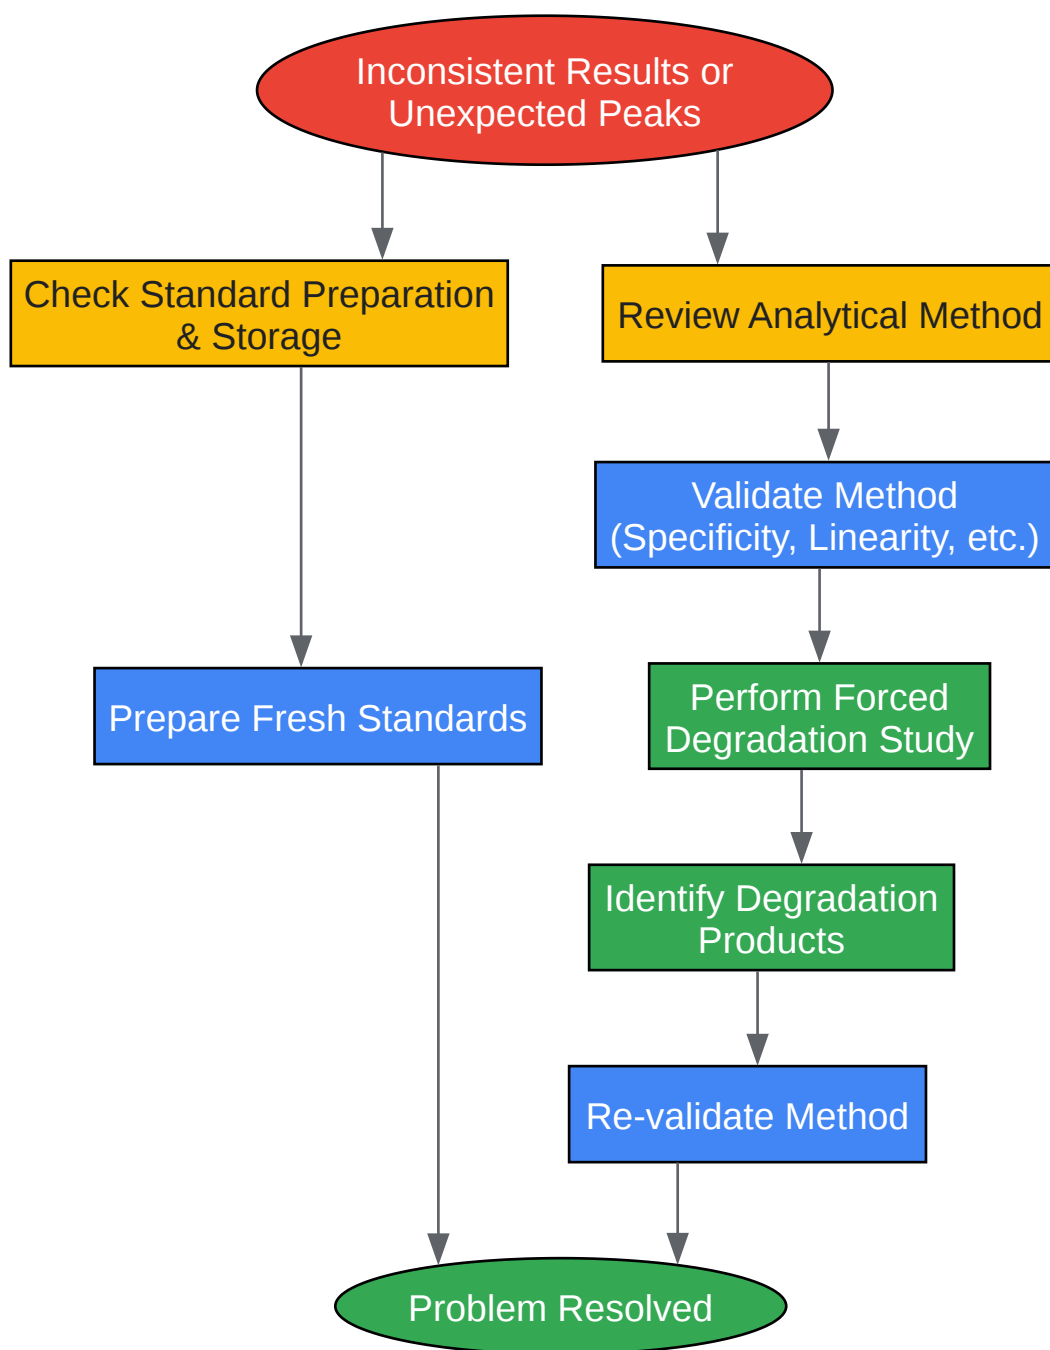 Inconsistent Results or
Unexpected Peaks
Check Standard Preparation
& Storage
Review Analytical Method
Validate Method
(Specificity, Linearity, etc.)
Prepare Fresh Standards
Perform Forced
Degradation Study
Identify Degradation
Products
Re-validate Method
Problem Resolved